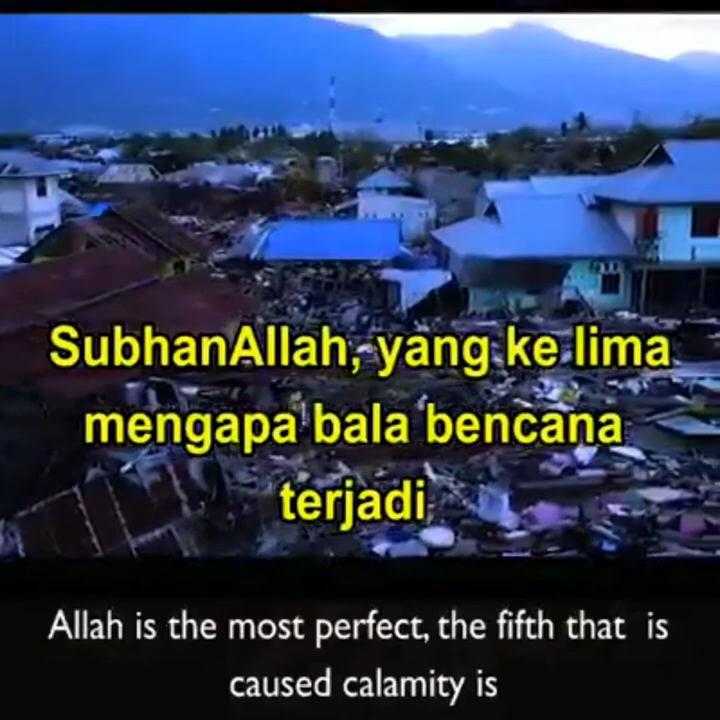 SubhanAllah, yang ke lima
mengapa bala bencana
terjadi
Allah is the most perfect, the fifth that is
caused calamity is